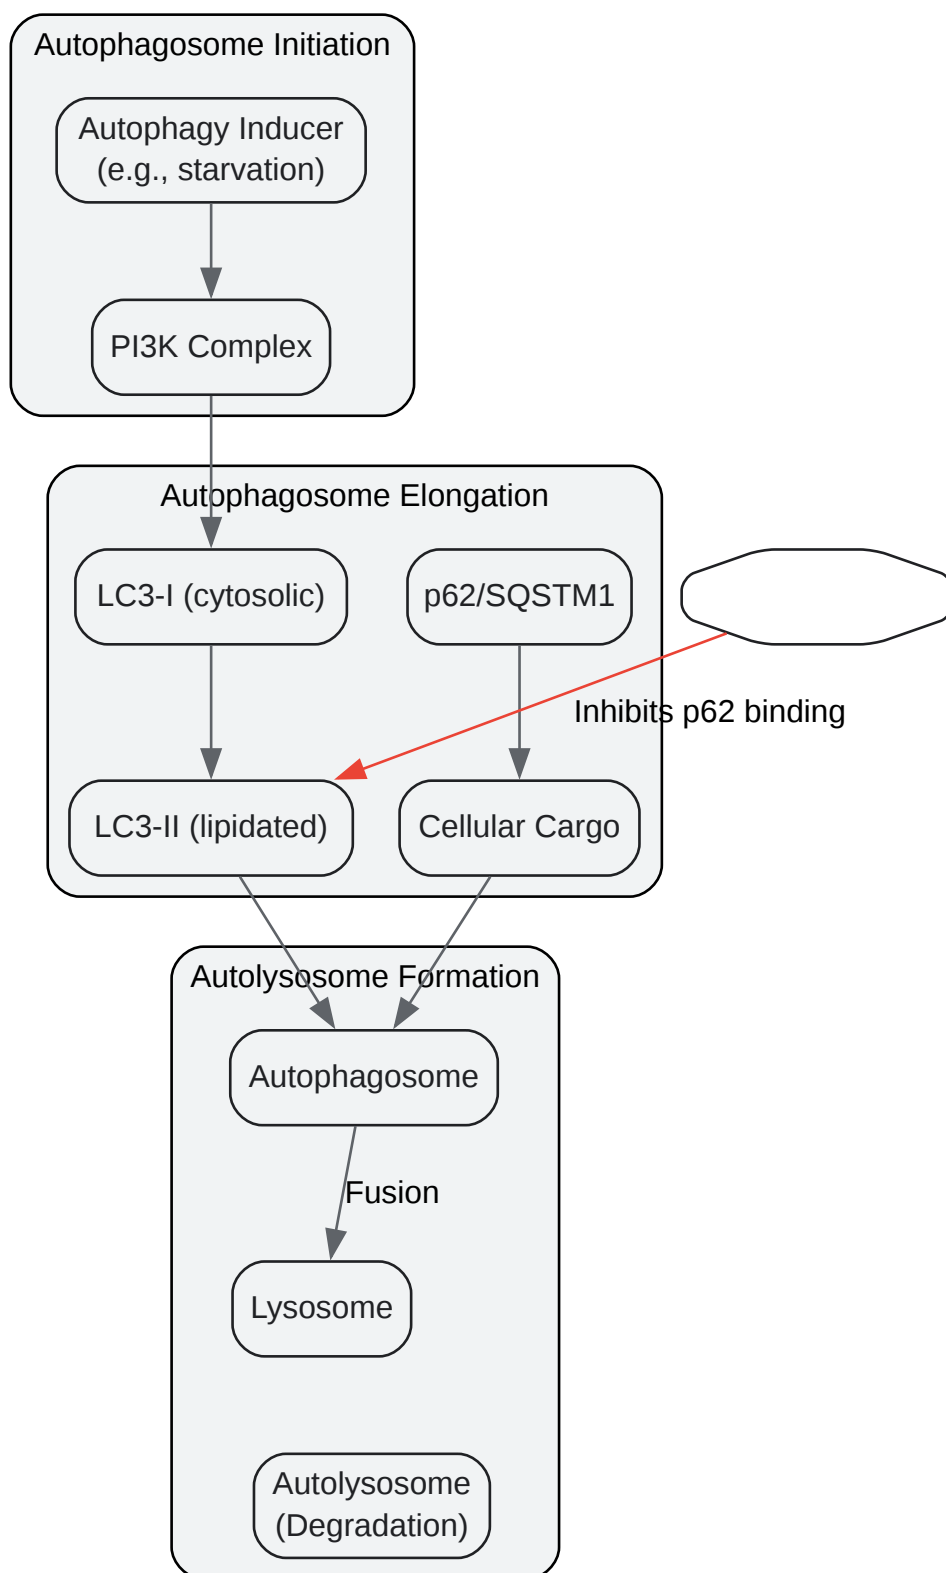 Autophagosome Initiation
Autophagy Inducer
(e.g., starvation)
PI3K Complex
Autophagosome Elongation
LC3-I (cytosolic)
p62/SQSTM1
Inhibits p62 binding
LC3-II (lipidated)
Cellular Cargo
Autolysosome Formation
Autophagosome
Fusion
Lysosome
Autolysosome
(Degradation)